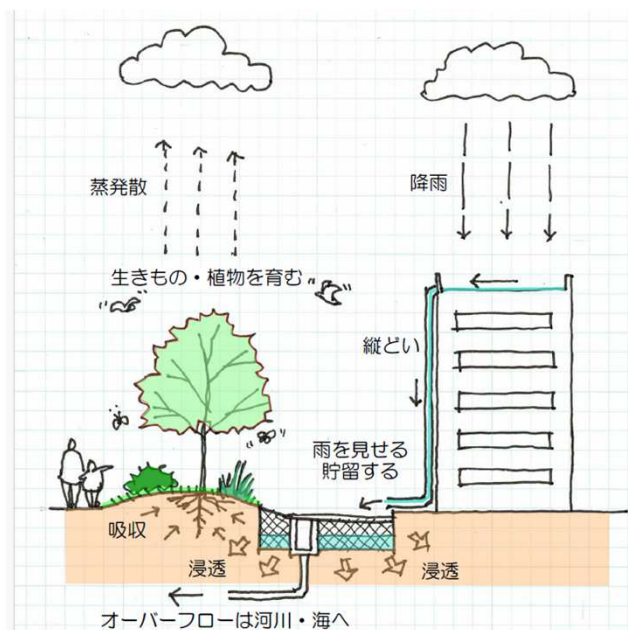 蒸発散
降雨
生きもの・植物を育む
縦どい
雨を見せる
貯留する
吸収
浸透
浸透
オーバーフローは河川・海へ